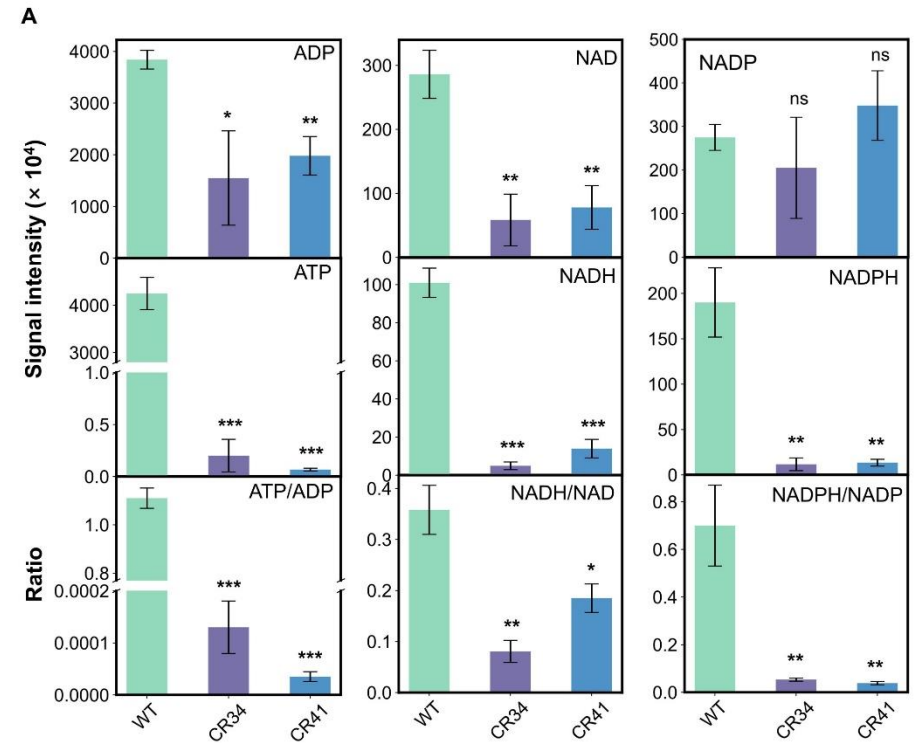 A
Signal intensity (× 10⁴)
Ratio
ADP
4000
3000
2000
1000
0
*
**
NAD
300
200
100
0
**
**
NADP
500
400
300
200
100
0
ns
ns
ATP
4000
3000
1.0
0.5
0.0
***
***
NADH
100
80
60
40
20
0
***
***
NADPH
200
150
100
50
0
**
**
ATP/ADP
1.0
0.8
0.0002
0.0001
0.0000
***
***
WT
CR34
CR41
NADH/NAD
0.4
0.3
0.2
0.1
0.0
**
*
WT
CR34
CR41
NADPH/NADP
0.8
0.6
0.4
0.2
0.0
**
**
WT
CR34
CR41